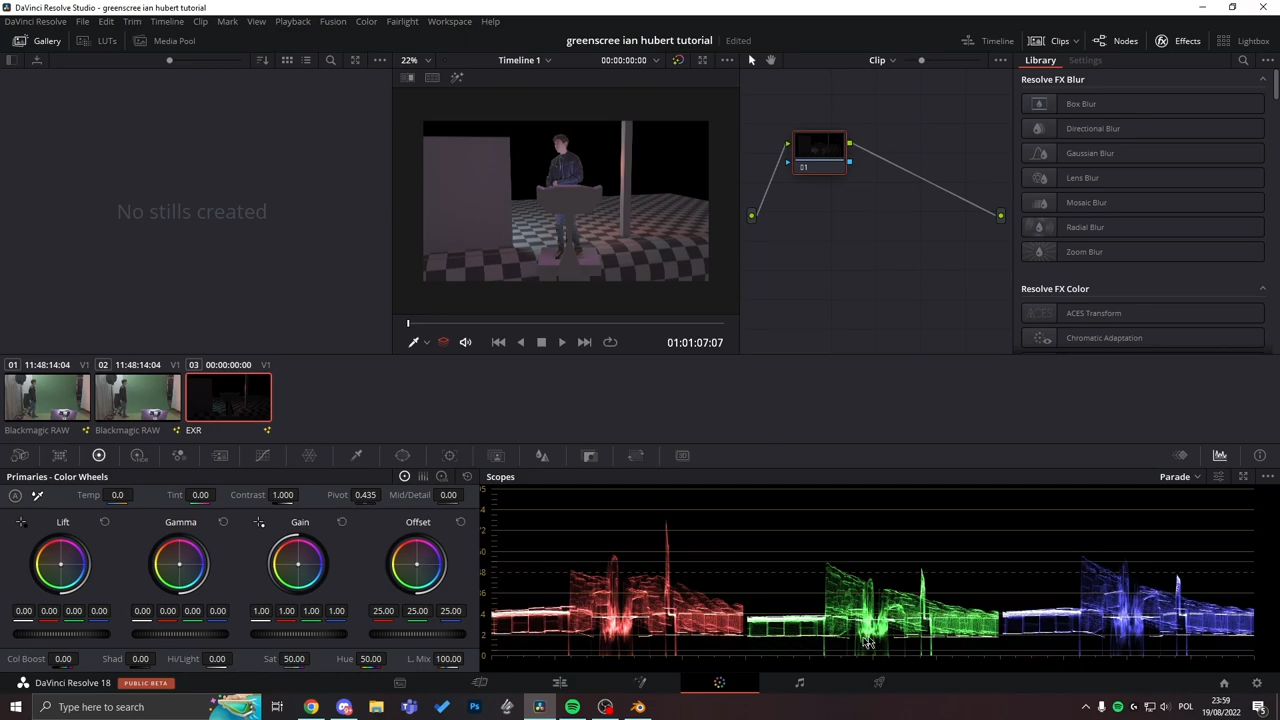 DaVinci Resolve Studio - greenscree ian hubert tutorial
DaVinci Resolve File Edit Trim Timeline Clip Mark View Playback Fusion Color Fairlight Workspace Help
Gallery LUTs Media Pool greenscree ian hubert tutorial Edited Timeline Clips Nodes Effects Lightbox
22% Timeline 1 00:00:00:00 Clip Library Settings
Resolve FX Blur
Box Blur
Directional Blur
Gaussian Blur
01
Lens Blur
Mosaic Blur
No stills created
Radial Blur
Zoom Blur
Resolve FX Color
ACES Transform
Chromatic Adaptation
01:01:07:07
01 11:48:14:04 V1 02 11:48:14:04 V1 03 00:00:00:00 V1
Blackmagic RAW Blackmagic RAW EXR
Primaries - Color Wheels Scopes Parade
Temp 0.0 Tint 0.00 Contrast 1.000 Pivot 0.435 Mid/Detail 0.00
Lift Gamma Gain Offset
0.00 0.00 0.00 0.00 0.00 0.00 0.00 0.00 1.00 1.00 1.00 1.00 25.00 25.00 25.00
Col Boost 0.00 Shad 0.00 Hi/Light 0.00 Sat 50.00 Hue 50.00 L. Mix 100.00
DaVinci Resolve 18 PUBLIC BETA
Type here to search POL 23:59
19/08/2022